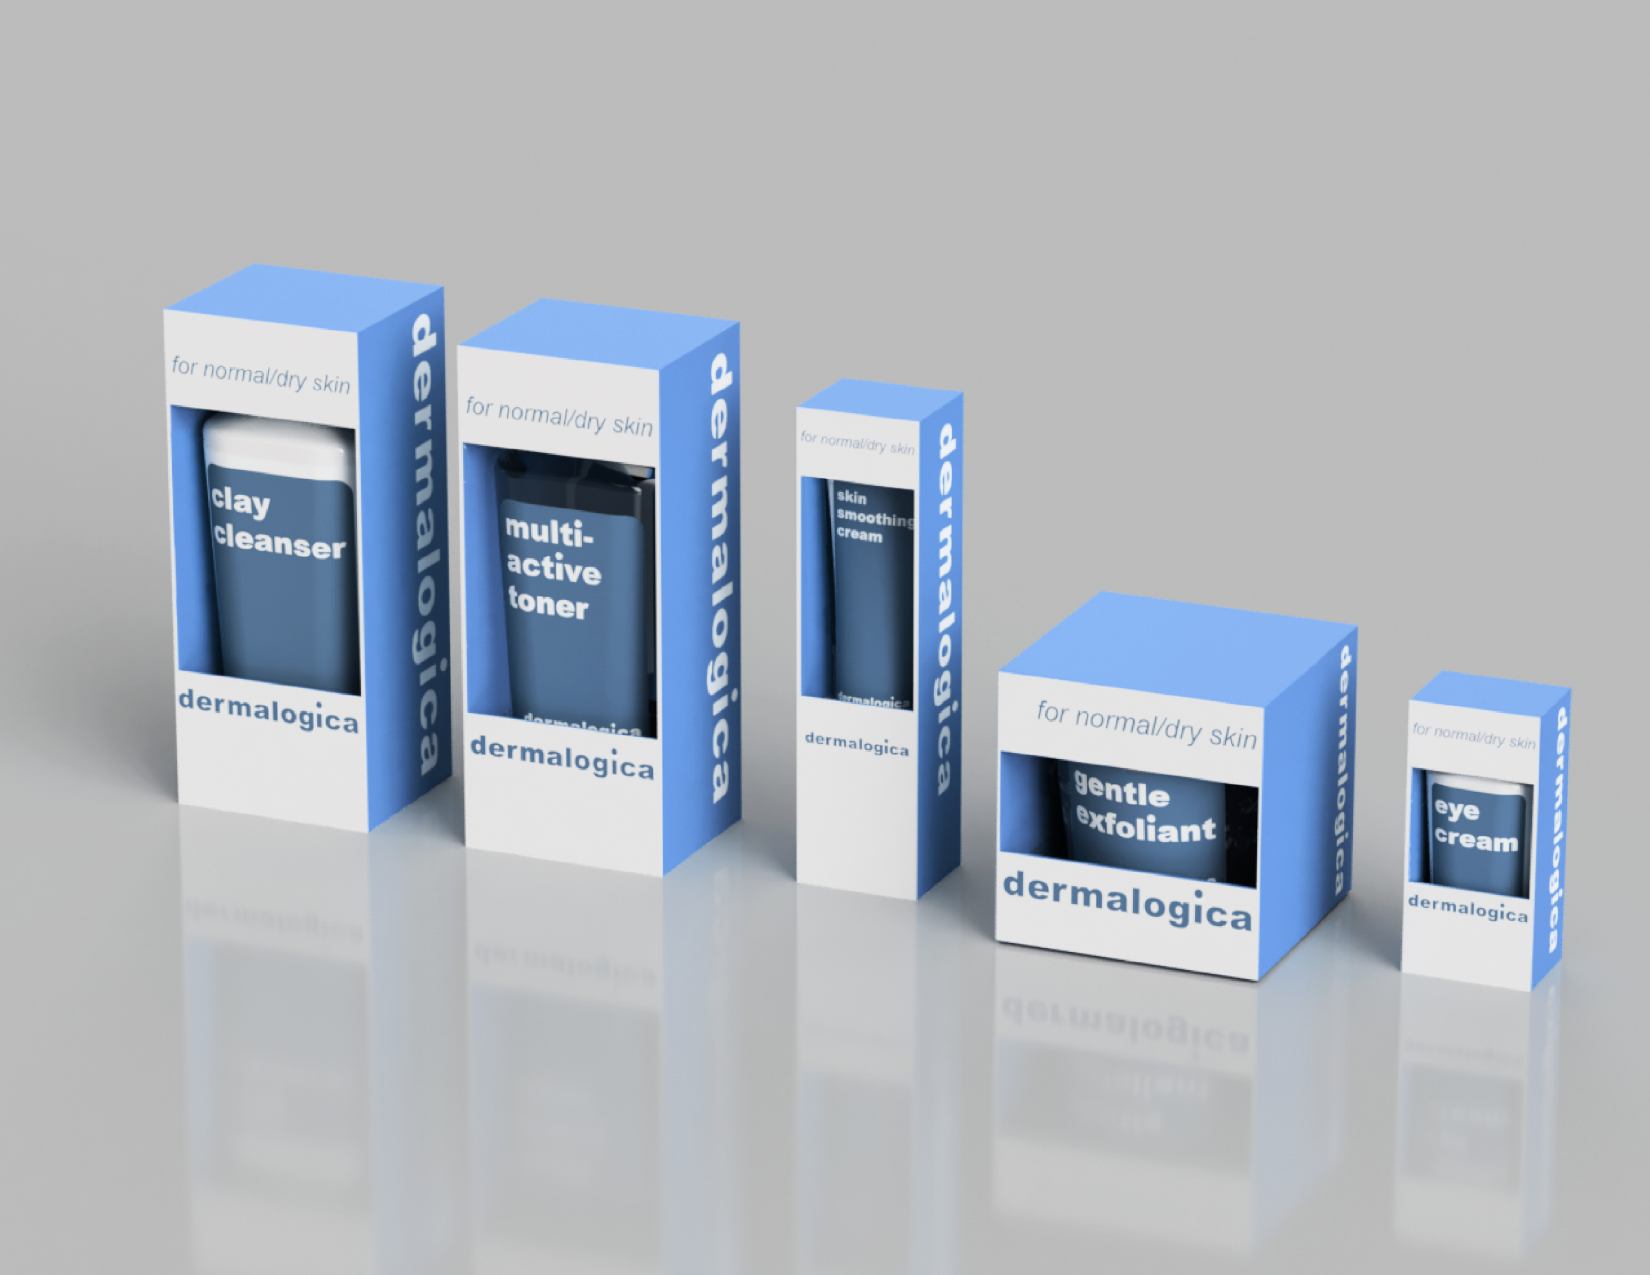 for normal/dry skin
clay
cleanser
dermalogica
dermalogica
for normal/dry skin
multi-
active
toner
dermalogica
dermalogica
dermalogica
for normal/dry skin
skin
smoothing
cream
dermalogica
dermalogica
dermalogica
for normal/dry skin
gentle
exfoliant
dermalogica
dermalogica
for normal/dry skin
eye
cream
dermalogica
dermalogica